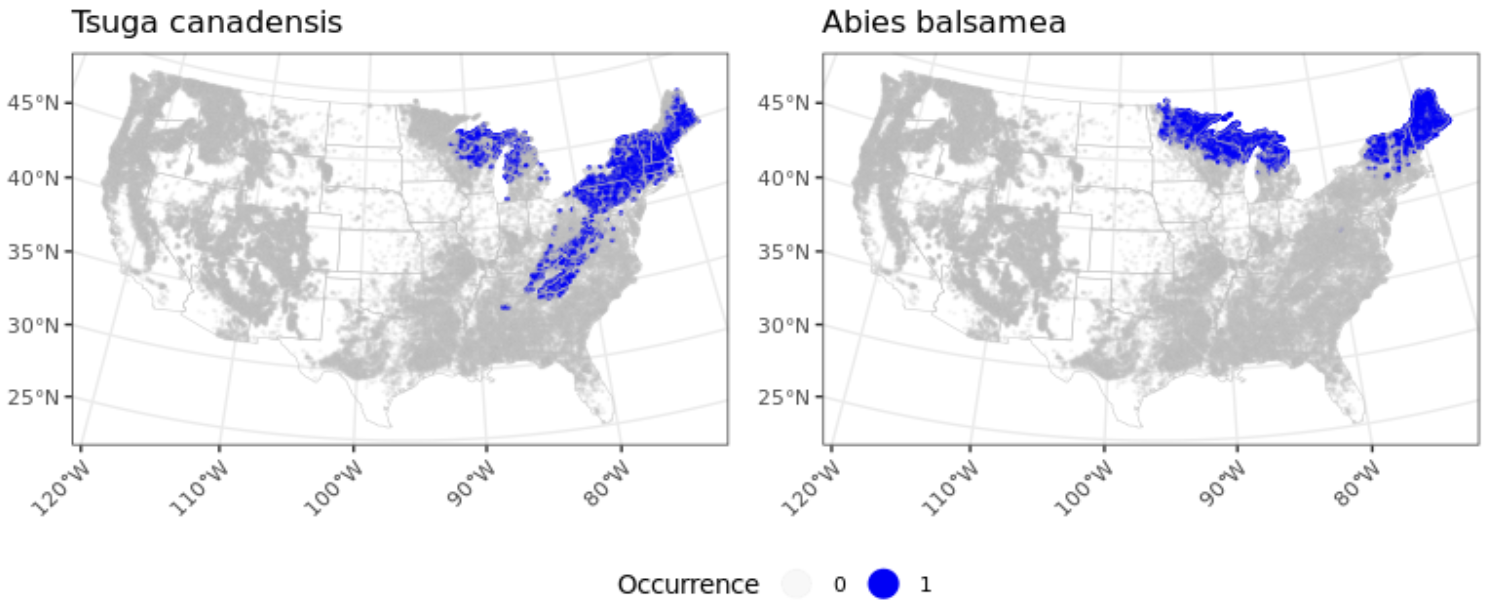 Tsuga canadensis
Abies balsamea
45°N
40°N
35°N
30°N
25°N
120°W
110°W
100°W
90°W
80°W
45°N
40°N
35°N
30°N
25°N
120°W
110°W
100°W
90°W
80°W
Occurrence 0 1